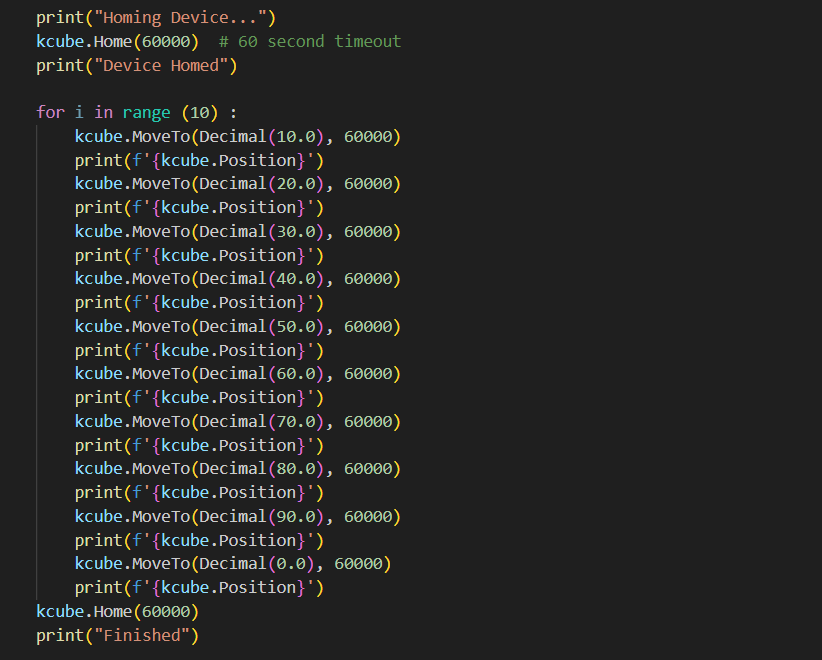 print("Homing Device...")
kcube.Home(60000)  # 60 second timeout
print("Device Homed")

for i in range (10) :
    kcube.MoveTo(Decimal(10.0), 60000)
    print(f'{kcube.Position}')
    kcube.MoveTo(Decimal(20.0), 60000)
    print(f'{kcube.Position}')
    kcube.MoveTo(Decimal(30.0), 60000)
    print(f'{kcube.Position}')
    kcube.MoveTo(Decimal(40.0), 60000)
    print(f'{kcube.Position}')
    kcube.MoveTo(Decimal(50.0), 60000)
    print(f'{kcube.Position}')
    kcube.MoveTo(Decimal(60.0), 60000)
    print(f'{kcube.Position}')
    kcube.MoveTo(Decimal(70.0), 60000)
    print(f'{kcube.Position}')
    kcube.MoveTo(Decimal(80.0), 60000)
    print(f'{kcube.Position}')
    kcube.MoveTo(Decimal(90.0), 60000)
    print(f'{kcube.Position}')
    kcube.MoveTo(Decimal(0.0), 60000)
    print(f'{kcube.Position}')
kcube.Home(60000)
print("Finished")